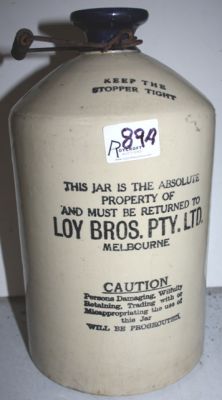 KEEP THE
STOPPER TIGHT
894
THIS JAR IS THE ABSOLUTE
PROPERTY OF
AND MUST BE RETURNED TO
LOY BROS. PTY. LTD.
MELBOURNE
CAUTION
Persons Damaging, Wilfully
Retaining, Trading with or
Misappropriating the use of
this Jar
WILL BE PROSECUTED.